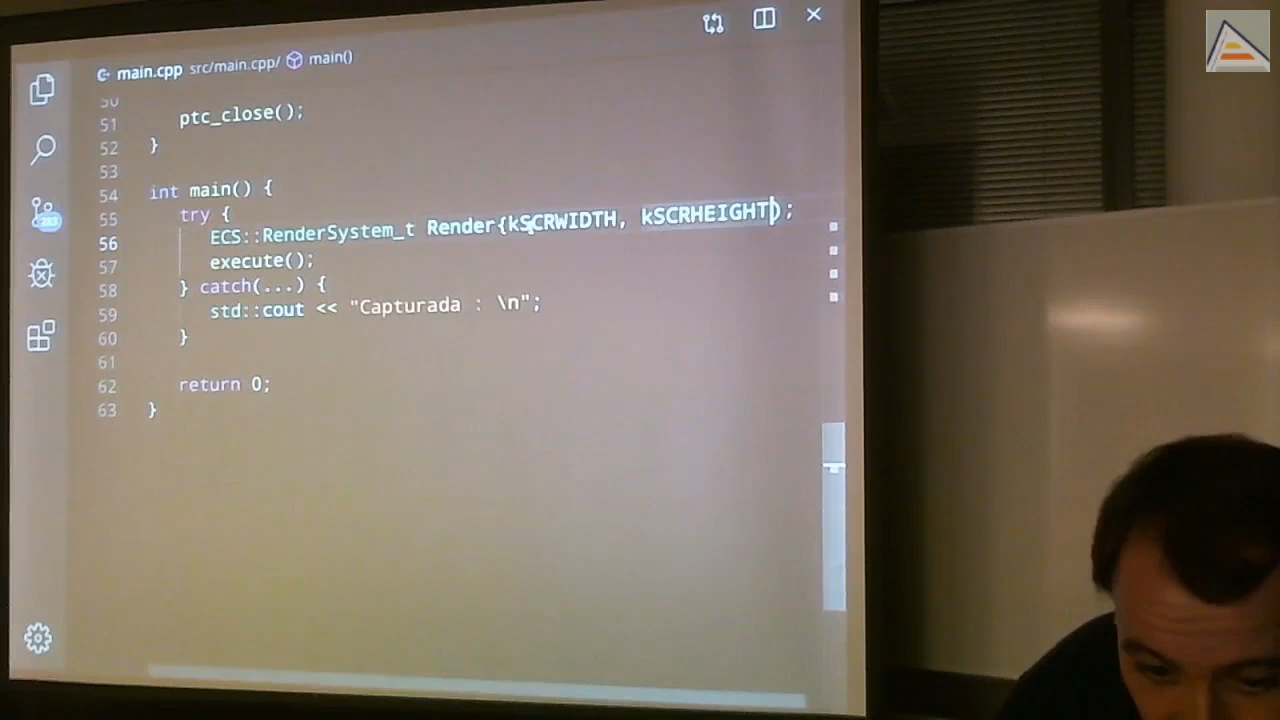 main.cpp src/main.cpp/ main()
50
51 ptc_close();
52 }
53
54 int main() {
55 try {
56 ECS::RenderSystem_t Render{kSCRWIDTH, kSCRHEIGHT);
57 execute();
58 } catch(...) {
59 std::cout << "Capturada : \n";
60 }
61
62 return 0;
63 }